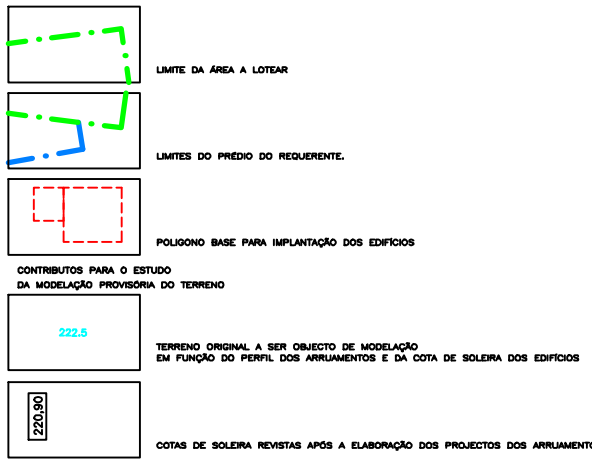 LIMITE DA ÁREA A LOTEAR
LIMITES DO PRÉDIO DO REQUERENTE.
POLIGONO BASE PARA IMPLANTAÇÃO DOS EDIFÍCIOS
CONTRIBUTOS PARA O ESTUDO
DA MODELAÇÃO PROVISÓRIA DO TERRENO
222.5
TERRENO ORIGINAL A SER OBJECTO DE MODELAÇÃO
EM FUNÇÃO DO PERFIL DOS ARRUAMENTOS E DA COTA DE SOLEIRA DOS EDIFÍCIOS
220,90
COTAS DE SOLEIRA REVISTAS APÓS A ELABORAÇÃO DOS PROJECTOS DOS ARRUAMENTO